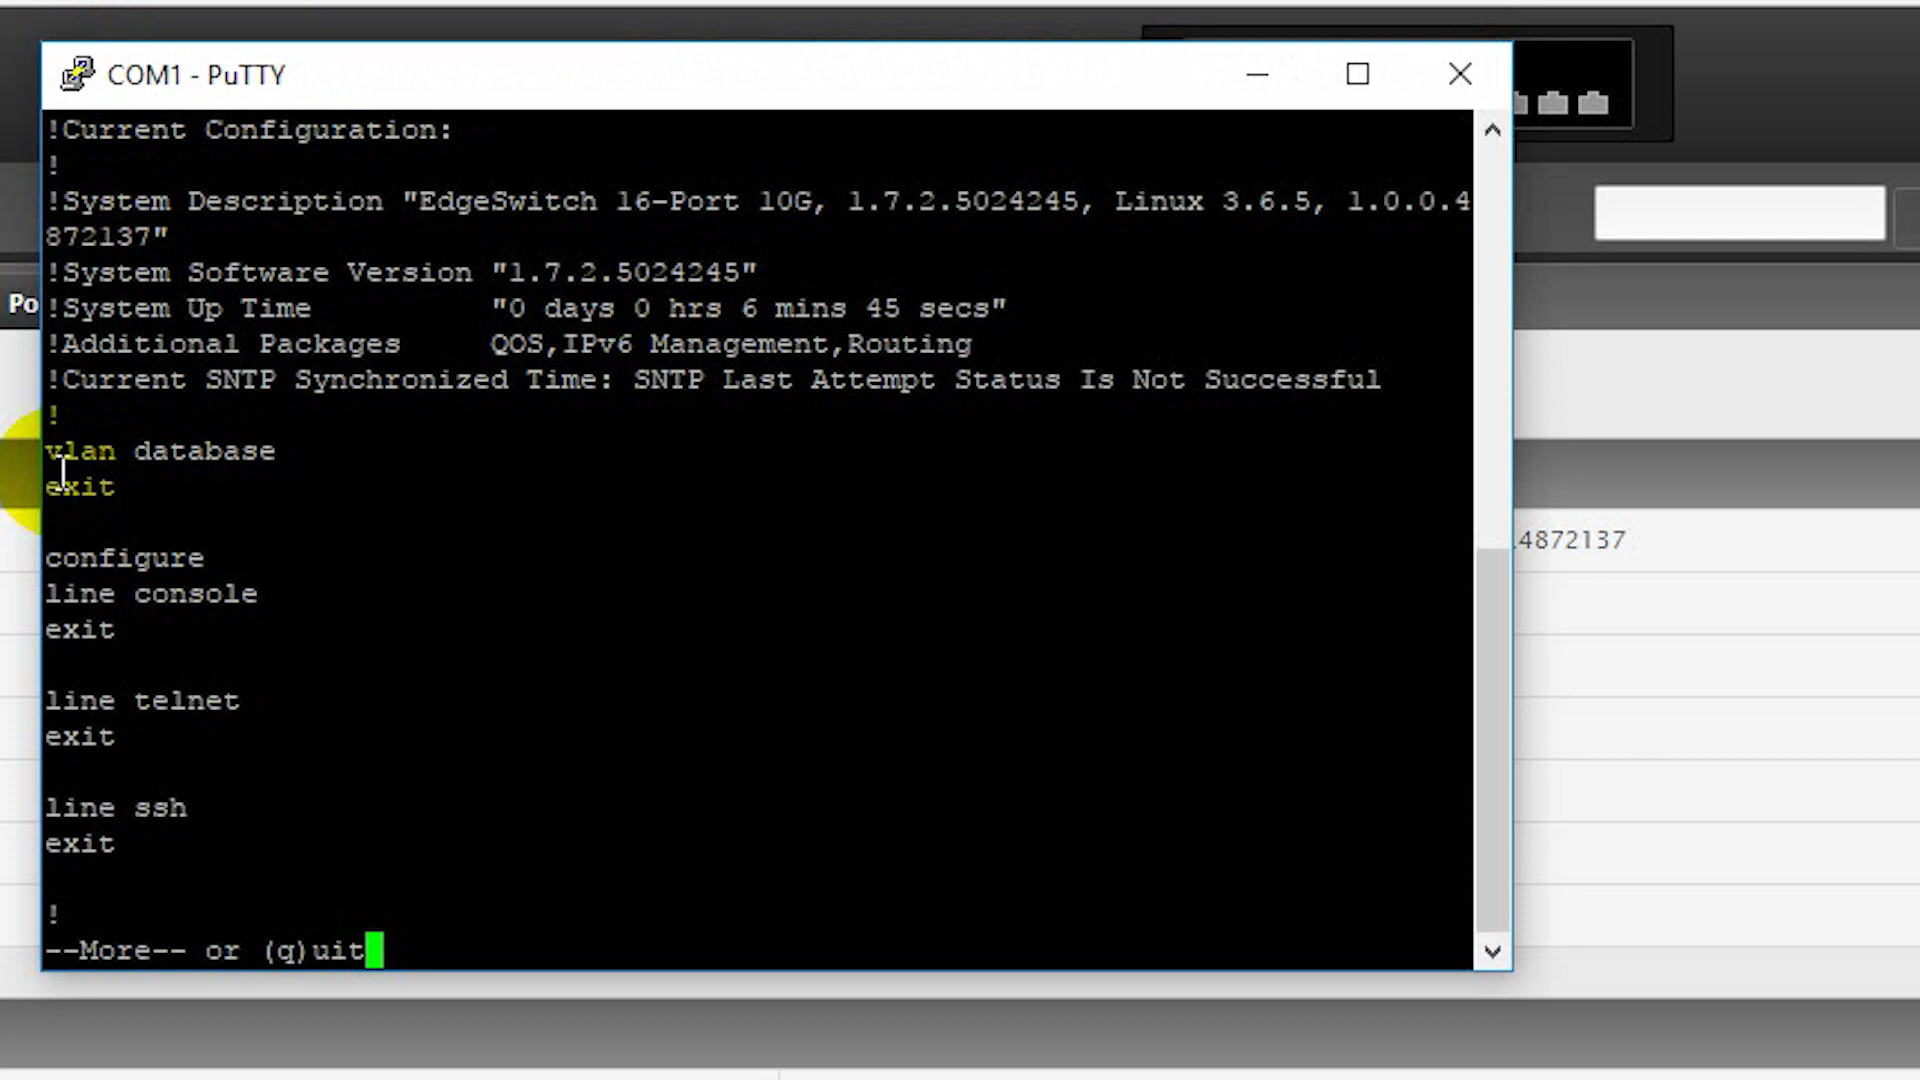 COM1 - PuTTY
!Current Configuration:
!
!System Description "EdgeSwitch 16-Port 10G, 1.7.2.5024245, Linux 3.6.5, 1.0.0.4
872137"
!System Software Version "1.7.2.5024245"
!System Up Time          "0 days 0 hrs 6 mins 45 secs"
!Additional Packages     QOS,IPv6 Management,Routing
!Current SNTP Synchronized Time: SNTP Last Attempt Status Is Not Successful
!
vlan database
exit
configure
line console
exit
line telnet
exit
line ssh
exit
!
--More-- or (q)uit
Po
.4872137